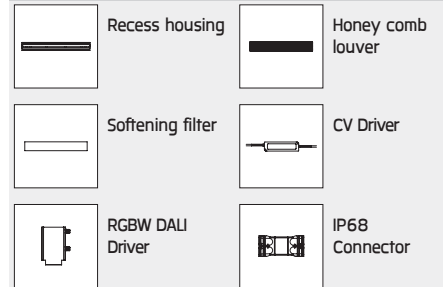 Recess housing
Honey comb
louver
Softening filter
CV Driver
RGBW DALI
Driver
IP68
Connector